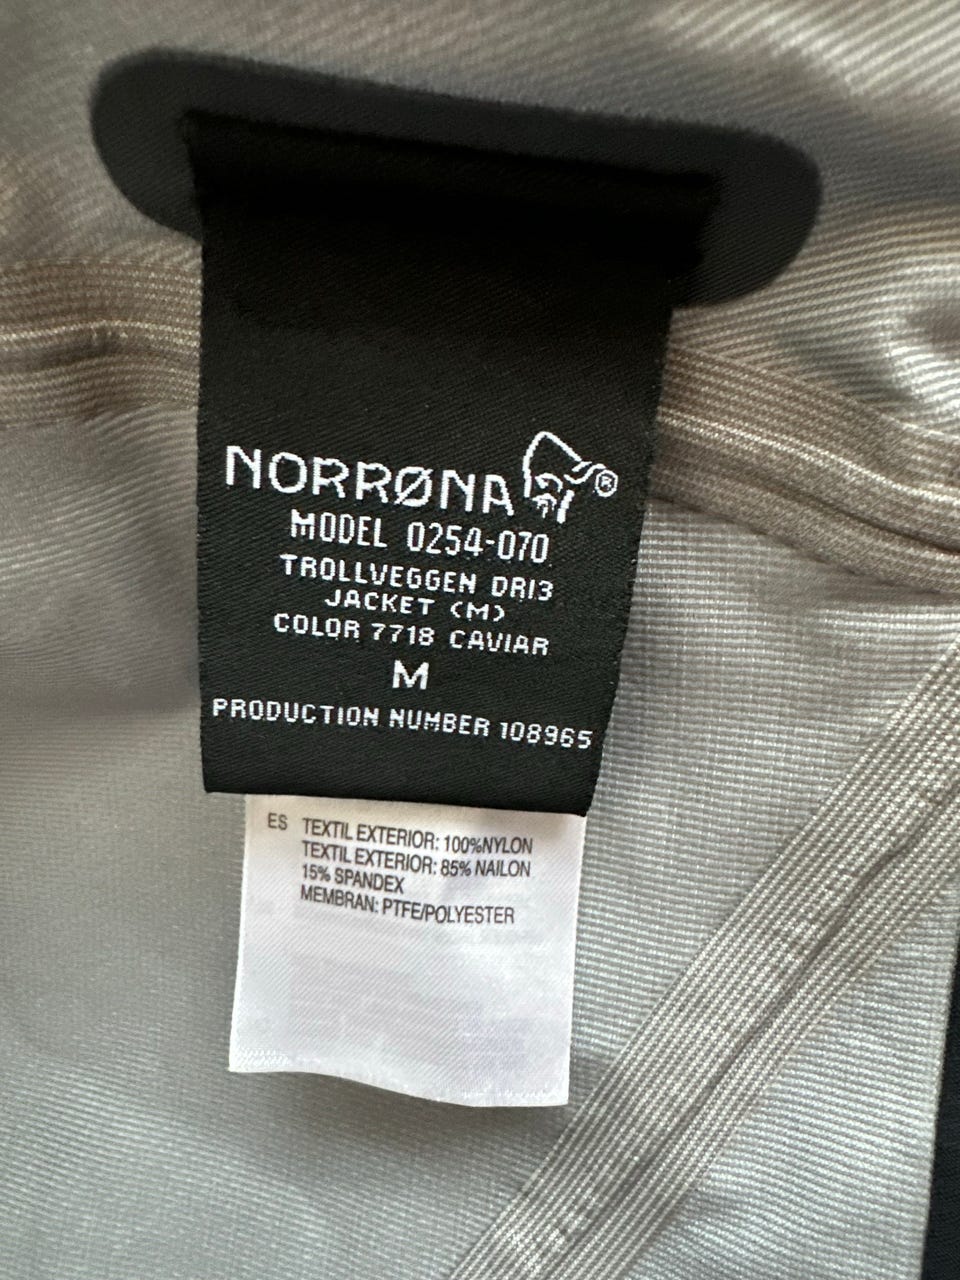 NORRØNA ®
MODEL 0254-070
TROLLVEGGEN DRI3
JACKET (M)
COLOR 7718 CAVIAR
M
PRODUCTION NUMBER 108965
ES TEXTIL EXTERIOR: 100%NYLON
TEXTIL EXTERIOR: 85% NAILON
15% SPANDEX
MEMBRAN: PTFE/POLYESTER